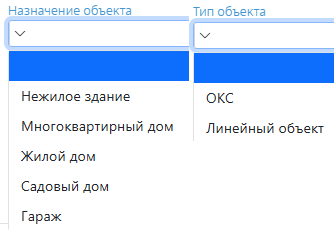 Назначение объекта
Нежилое здание
Многоквартирный дом
Жилой дом
Садовый дом
Гараж
Тип объекта
ОКС
Линейный объект